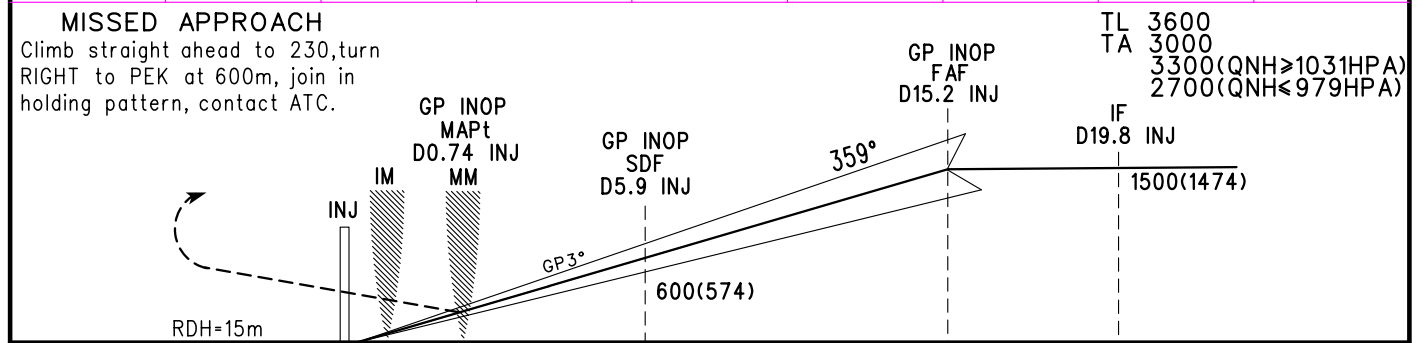 MISSED APPROACH
Climb straight ahead to 230,turn
RIGHT to PEK at 600m, join in
holding pattern, contact ATC.
TL 3600
TA 3000
3300(QNH≥1031HPA)
2700(QNH≤979HPA)
GP INOP
FAF
D15.2 INJ
IF
D19.8 INJ
GP INOP
MAPt
D0.74 INJ
MM
GP INOP
SDF
D5.9 INJ
359°
IM
1500(1474)
INJ
GP3°
600(574)
RDH=15m